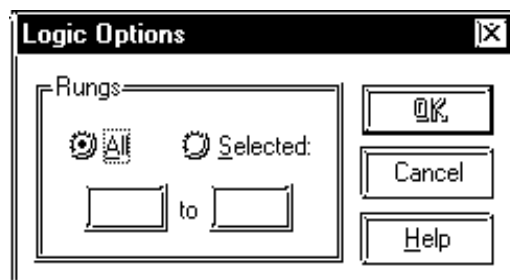 Logic Options
Rungs
All
Selected:
to
OK
Cancel
Help